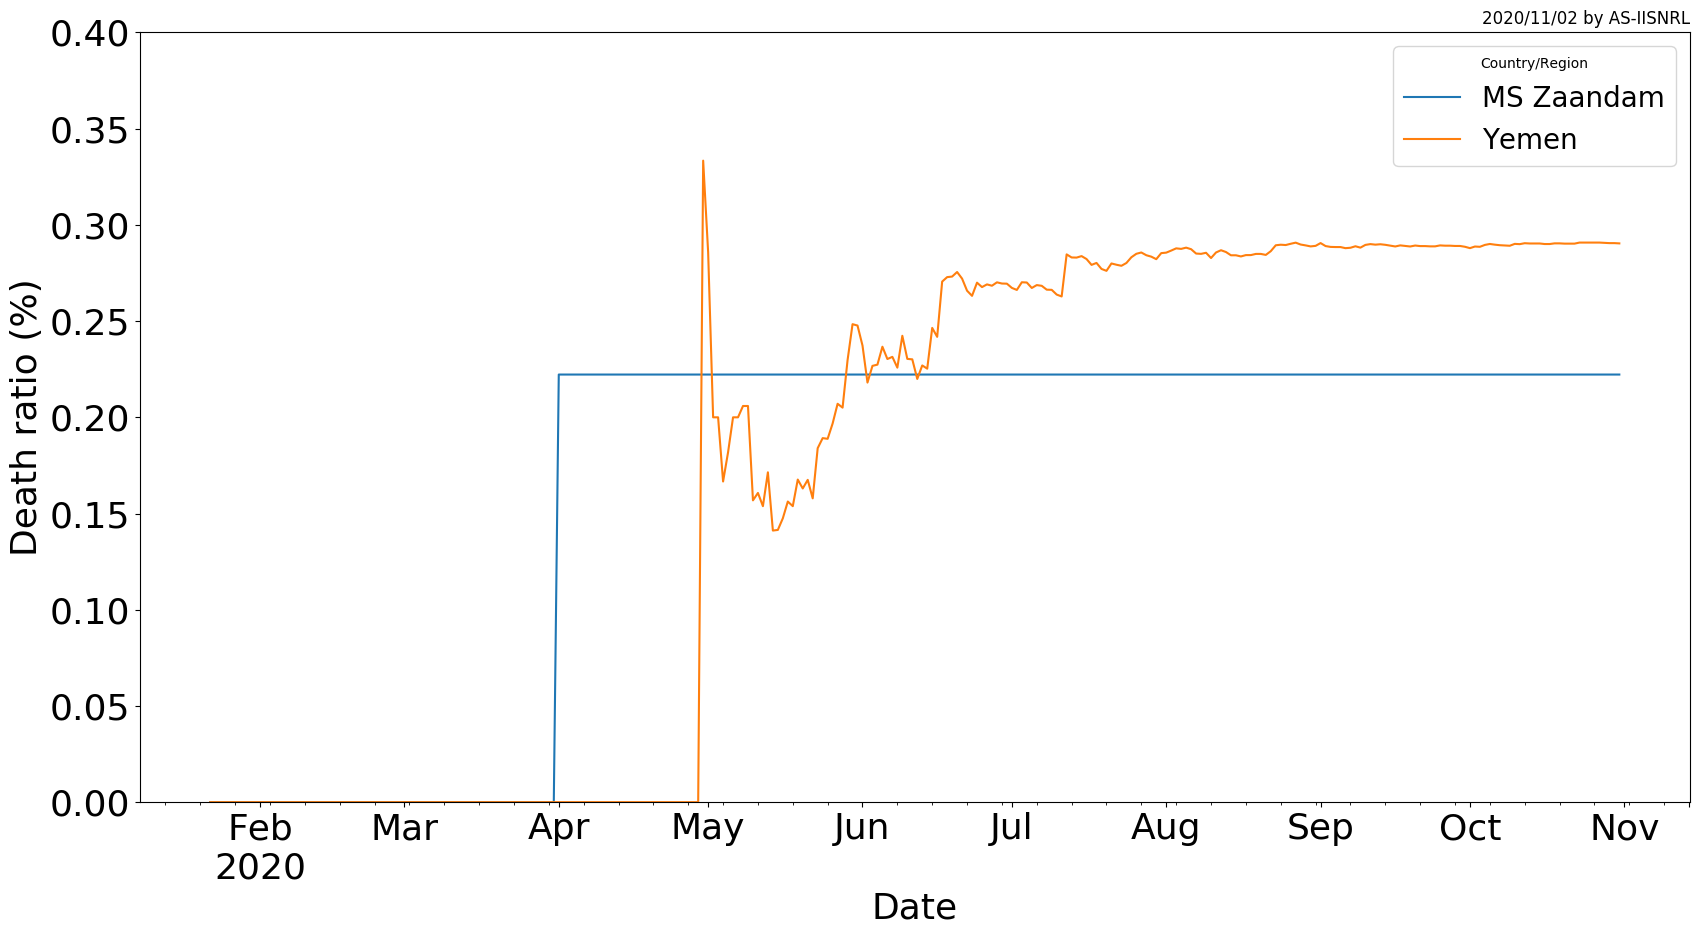 2020/11/02 by AS-IISNRL
Country/Region
MS Zaandam
Yemen
0.40
0.35
0.30
0.25
0.20
0.15
0.10
0.05
0.00
Death ratio (%)
Feb Mar Apr May Jun Jul Aug Sep Oct Nov
2020
Date